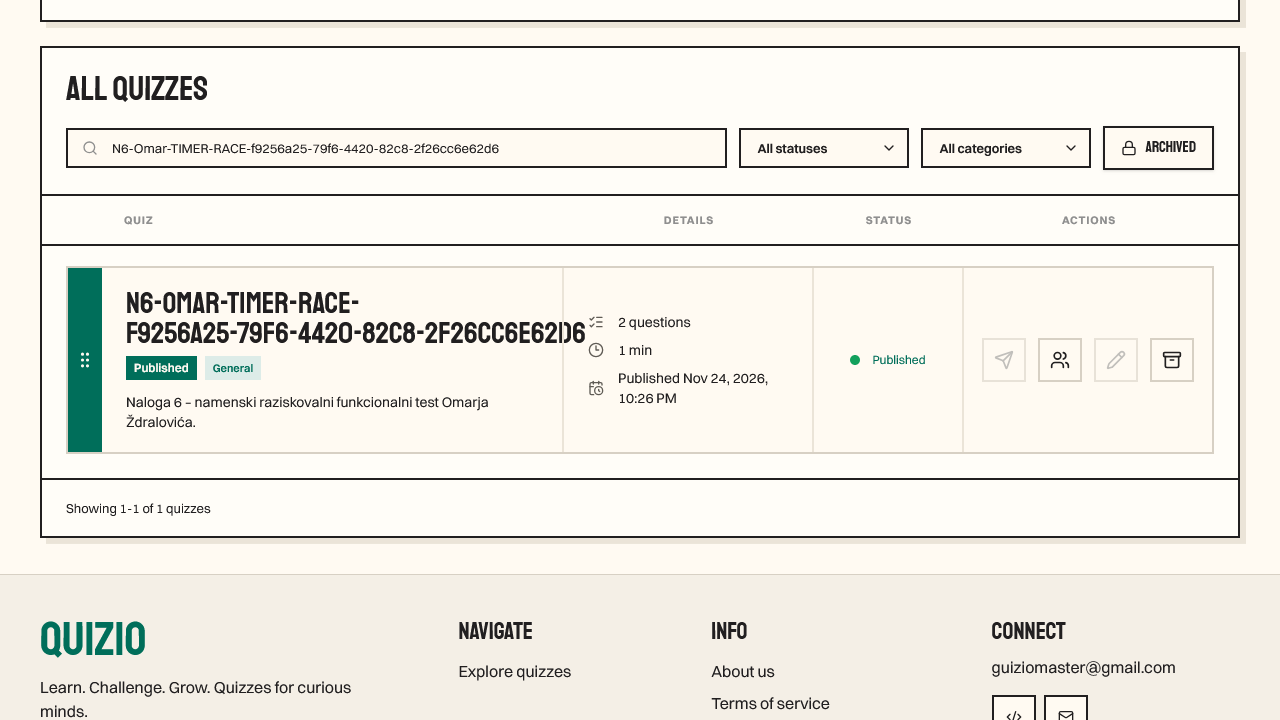 ALL QUIZZES
N6-Omar-TIMER-RACE-f9256a25-79f6-4420-82c8-2f26cc6e62d6
All statuses
All categories
ARCHIVED
QUIZ
DETAILS
STATUS
ACTIONS
N6-OMAR-TIMER-RACE-
F9256A25-79F6-4420-82C8-2F26CC6E62D6
Published
General
Naloga 6 – namenski raziskovalni funkcionalni test Omarja
Ždralovića.
2 questions
1 min
Published Nov 24, 2026,
10:26 PM
Published
Showing 1-1 of 1 quizzes
QUIZIO
Learn. Challenge. Grow. Quizzes for curious
minds.
NAVIGATE
Explore quizzes
INFO
About us
Terms of service
CONNECT
guiziomaster@gmail.com